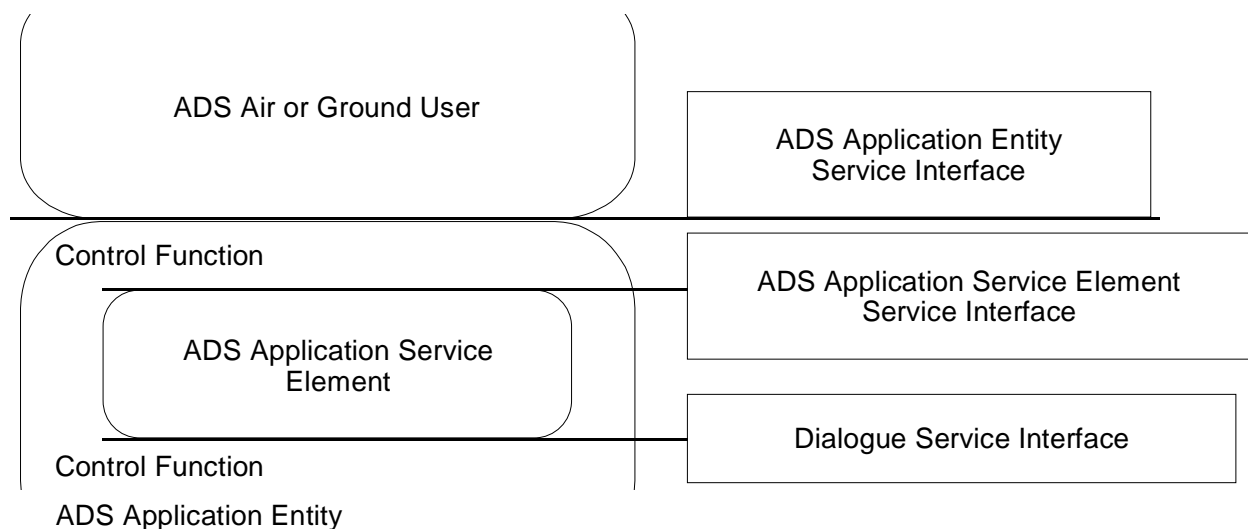 ADS Air or Ground User
ADS Application Entity
Service Interface
Control Function
ADS Application Service Element
Service Interface
ADS Application Service
Element
Dialogue Service Interface
Control Function
ADS Application Entity